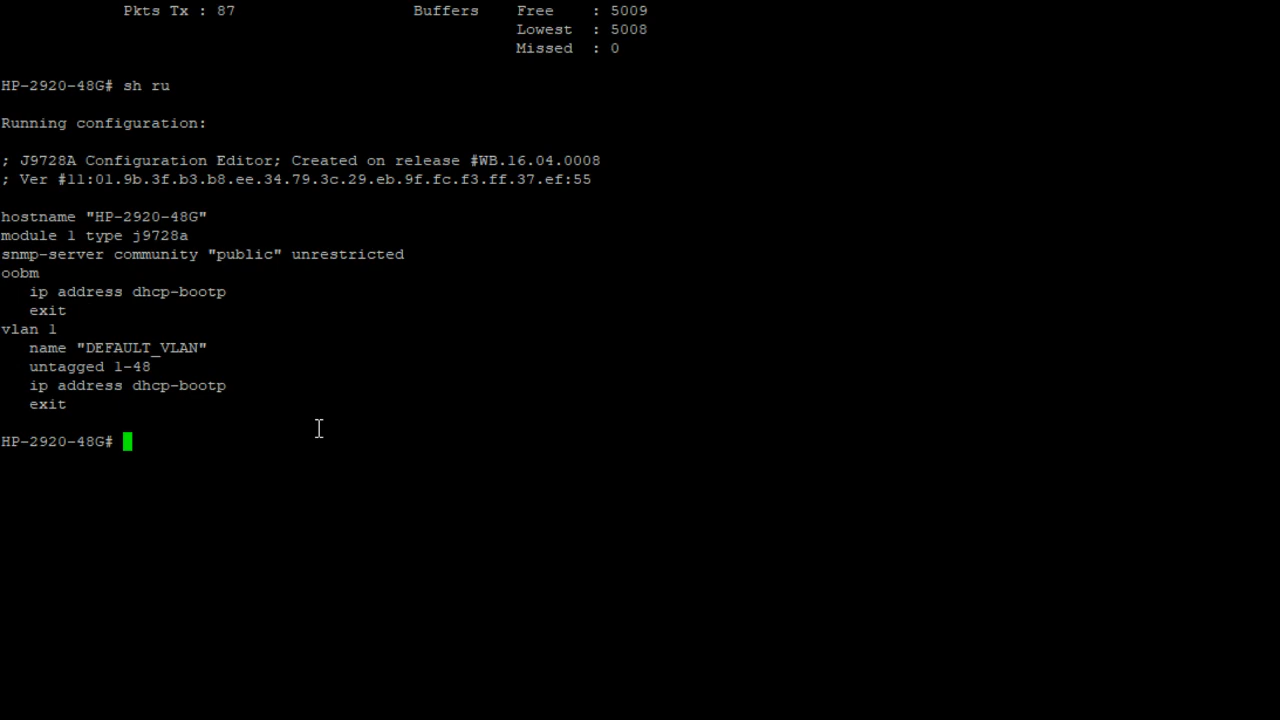 Pkts Tx : 87 Buffers Free : 5009
Lowest : 5008
Missed : 0
HP-2920-48G# sh ru
Running configuration:
; J9728A Configuration Editor; Created on release #WB.16.04.0008
; Ver #11:01.9b.3f.b3.b8.ee.34.79.3c.29.eb.9f.fc.f3.ff.37.ef:55
hostname "HP-2920-48G"
module 1 type j9728a
snmp-server community "public" unrestricted
oobm
ip address dhcp-bootp
exit
vlan 1
name "DEFAULT_VLAN"
untagged 1-48
ip address dhcp-bootp
exit
HP-2920-48G#